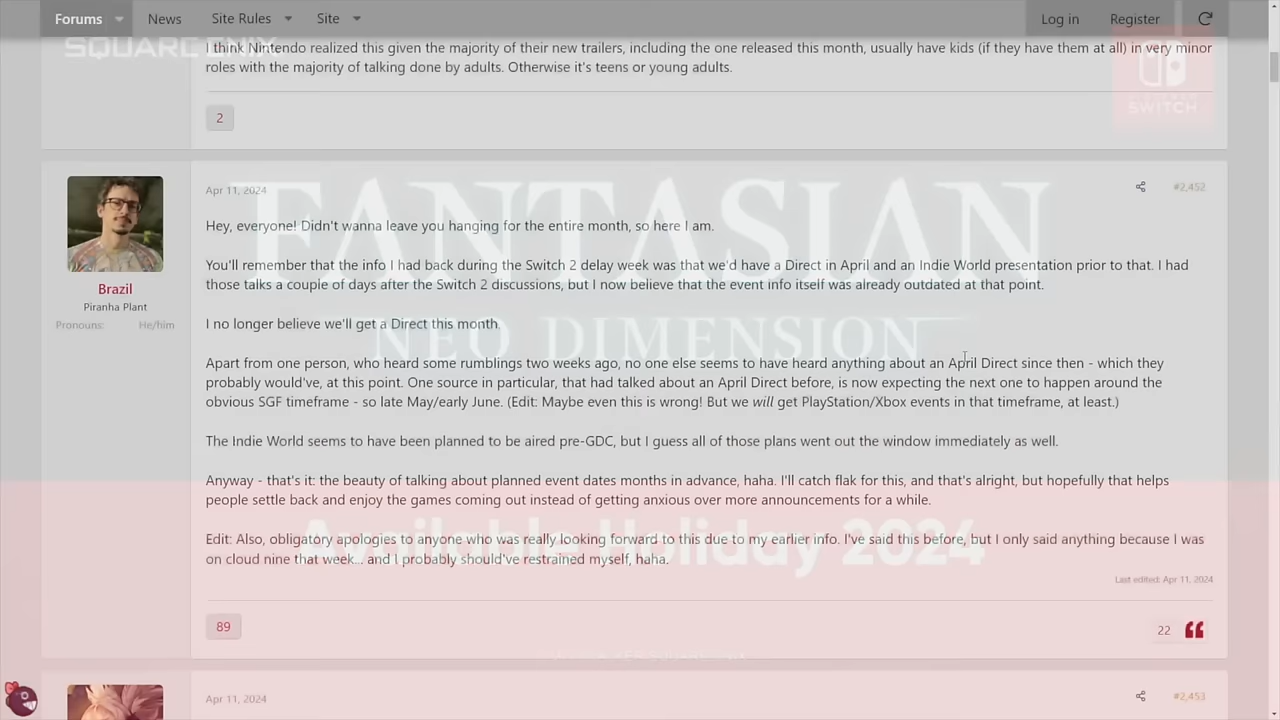 Forums
News
Site Rules
Site
Log in
Register
SQUARE ENIX
I think Nintendo realized this given the majority of their new trailers, including the one released this month, usually have kids (if they have them at all) in very minor
roles with the majority of talking done by adults. Otherwise it's teens or young adults.
SWITCH
2
Apr 11, 2024
#2,452
Hey, everyone! Didn't wanna leave you hanging for the entire month, so here I am.
FANTASIAN
You'll remember that the info I had back during the Switch 2 delay week was that we'd have a Direct in April and an Indie World presentation prior to that. I had
those talks a couple of days after the Switch 2 discussions, but I now believe that the event info itself was already outdated at that point.
Brazil
Piranha Plant
Pronouns: He/him
I no longer believe we'll get a Direct this month.
NEO DIMENSION
Apart from one person, who heard some rumblings two weeks ago, no one else seems to have heard anything about an April Direct since then - which they
probably would've, at this point. One source in particular, that had talked about an April Direct before, is now expecting the next one to happen around the
obvious SGF timeframe - so late May/early June. (Edit: Maybe even this is wrong! But we will get PlayStation/Xbox events in that timeframe, at least.)
The Indie World seems to have been planned to be aired pre-GDC, but I guess all of those plans went out the window immediately as well.
Anyway - that's it: the beauty of talking about planned event dates months in advance, haha. I'll catch flak for this, and that's alright, but hopefully that helps
people settle back and enjoy the games coming out instead of getting anxious over more announcements for a while.
Available Holiday 2024
Edit: Also, obligatory apologies to anyone who was really looking forward to this due to my earlier info. I've said this before, but I only said anything because I was
on cloud nine that week... and I probably should've restrained myself, haha.
Last edited: Apr 11, 2024
89
22
Apr 11, 2024
#2,453